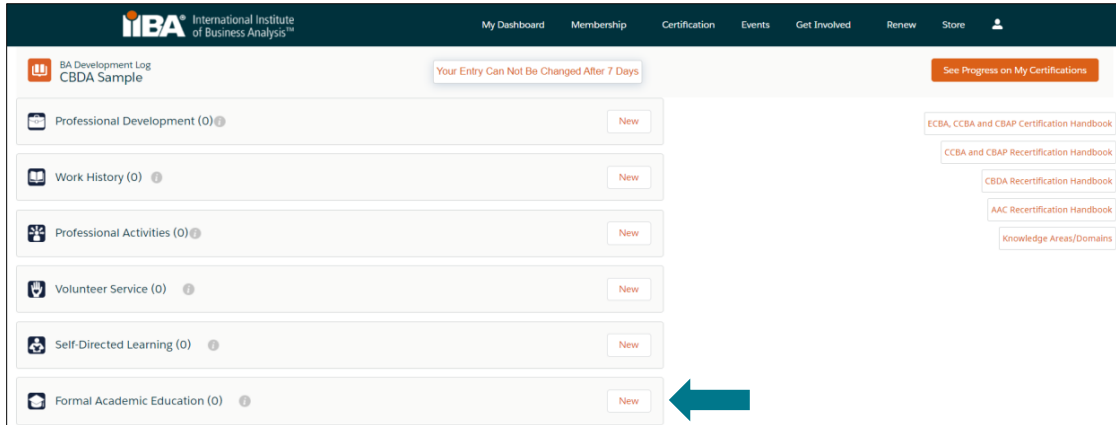 iiBA® International Institute of Business Analysis™
My Dashboard Membership Certification Events Get Involved Renew Store
BA Development Log
CBDA Sample
Your Entry Can Not Be Changed After 7 Days
See Progress on My Certifications
Professional Development (0) New
Work History (0) New
Professional Activities (0) New
Volunteer Service (0) New
Self-Directed Learning (0) New
Formal Academic Education (0) New
ECBA, CCBA and CBAP Certification Handbook
CCBA and CBAP Recertification Handbook
CBDA Recertification Handbook
AAC Recertification Handbook
Knowledge Areas/Domains